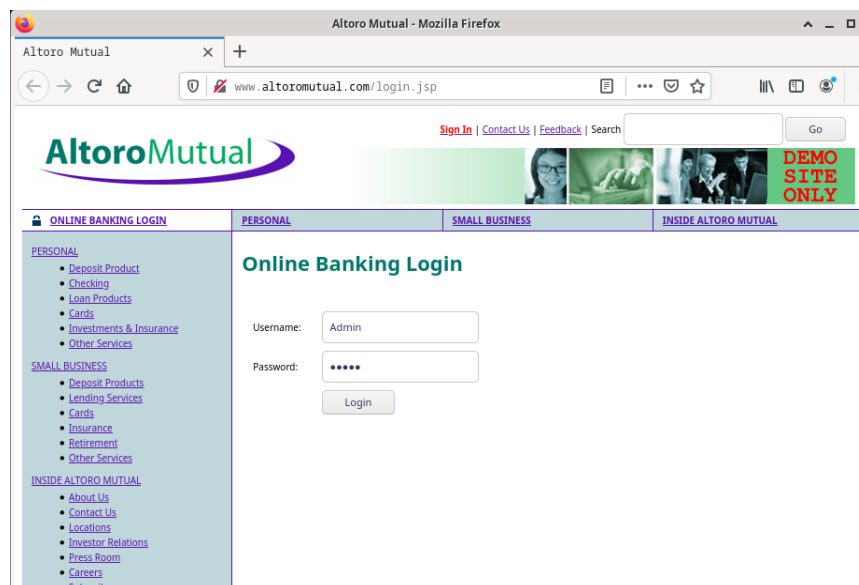 Altoro Mutual - Mozilla Firefox
Altoro Mutual
www.altoromutual.com/login.jsp
Sign In | Contact Us | Feedback | Search
Go
AltoroMutual
DEMO
SITE
ONLY
ONLINE BANKING LOGIN
PERSONAL
SMALL BUSINESS
INSIDE ALTORO MUTUAL
PERSONAL
Deposit Product
Checking
Loan Products
Cards
Investments & Insurance
Other Services
SMALL BUSINESS
Deposit Products
Lending Services
Cards
Insurance
Retirement
Other Services
INSIDE ALTORO MUTUAL
About Us
Contact Us
Locations
Investor Relations
Press Room
Careers
Online Banking Login
Username:
Admin
Password:
•••••
Login